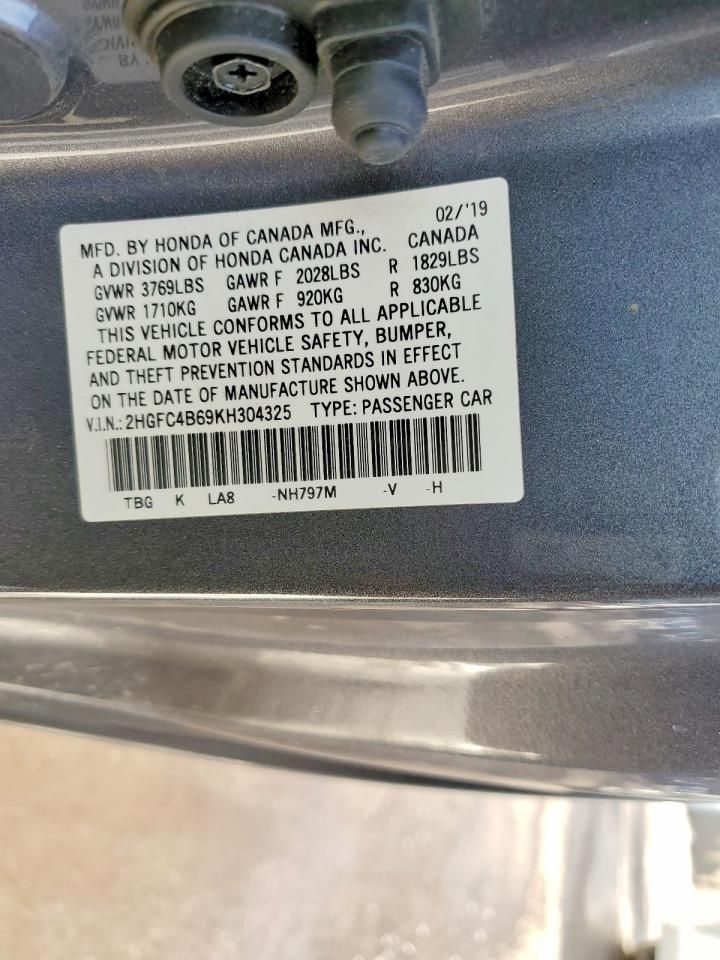 MFD. BY HONDA OF CANADA MFG., 02/'19
A DIVISION OF HONDA CANADA INC. CANADA
GVWR 3769LBS GAWR F 2028LBS R 1829LBS
GVWR 1710KG GAWR F 920KG R 830KG
THIS VEHICLE CONFORMS TO ALL APPLICABLE
FEDERAL MOTOR VEHICLE SAFETY, BUMPER,
AND THEFT PREVENTION STANDARDS IN EFFECT
ON THE DATE OF MANUFACTURE SHOWN ABOVE.
V.I.N.: 2HGFC4B69KH304325 TYPE: PASSENGER CAR
TBG K LA8 -NH797M -V -H